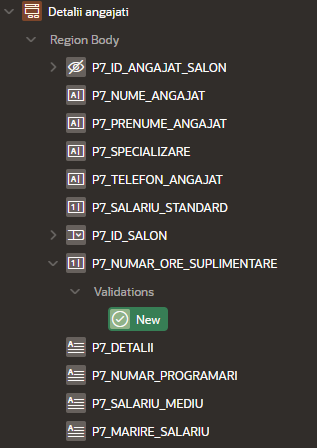 Detalii angajati
Region Body
P7_ID_ANGAJAT_SALON
P7_NUME_ANGAJAT
P7_PRENUME_ANGAJAT
P7_SPECIALIZARE
P7_TELEFON_ANGAJAT
P7_SALARIU_STANDARD
P7_ID_SALON
P7_NUMAR_ORE_SUPLIMENTARE
Validations
New
P7_DETALII
P7_NUMAR_PROGRAMARI
P7_SALARIU_MEDIU
P7_MARIRE_SALARIU